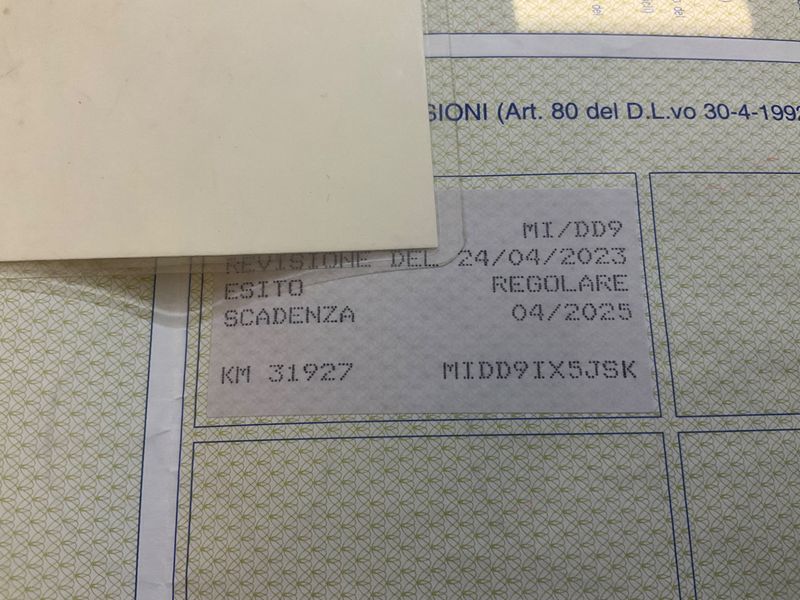 (Art. 80 del D.L.vo 30-4-1992
MI/DD9
REVISIONE DEL 24/04/2023
ESITO REGOLARE
SCADENZA 04/2025
KM 31927 MIDD9IX5JSK